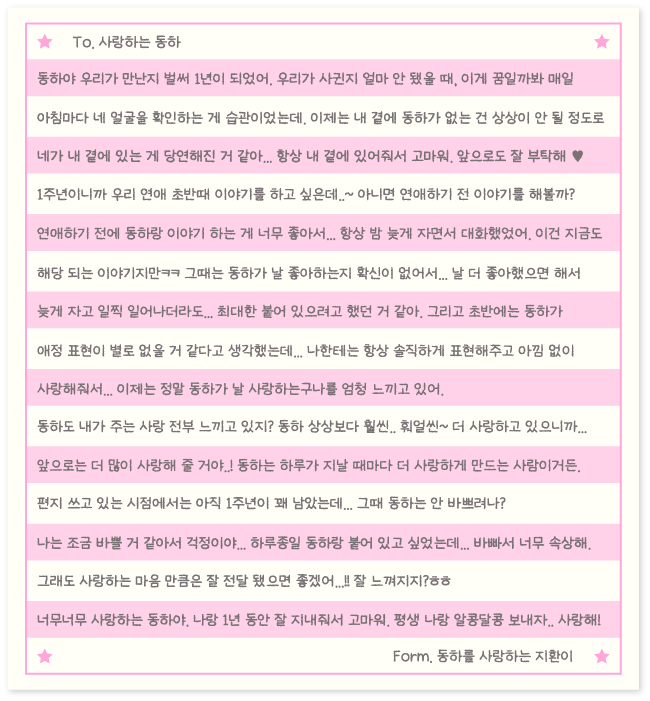 To. 사랑하는 동하
동하야 우리가 만난지 벌써 1년이 되었어. 우리가 사귄지 얼마 안 됐을 때, 이게 꿈일까봐 매일
아침마다 네 얼굴을 확인하는 게 습관이었는데. 이제는 내 곁에 동하가 없는 건 상상이 안 될 정도로
네가 내 곁에 있는 게 당연해진 거 같아... 항상 내 곁에 있어줘서 고마워. 앞으로도 잘 부탁해 ♥
1주년이니까 우리 연애 초반때 이야기를 하고 싶은데..~ 아니면 연애하기 전 이야기를 해볼까?
연애하기 전에 동하랑 이야기 하는 게 너무 좋아서... 항상 밤 늦게 자면서 대화했었어. 이건 지금도
해당 되는 이야기지만ㅋㅋ 그때는 동하가 날 좋아하는지 확신이 없어서... 날 더 좋아했으면 해서
늦게 자고 일찍 일어나더라도... 최대한 붙어 있으려고 했던 거 같아. 그리고 초반에는 동하가
애정 표현이 별로 없을 거 같다고 생각했는데... 나한테는 항상 솔직하게 표현해주고 아낌 없이
사랑해줘서... 이제는 정말 동하가 날 사랑하는구나를 엄청 느끼고 있어.
동하도 내가 주는 사랑 전부 느끼고 있지? 동하 상상보다 훨씬.. 훠얼씬~ 더 사랑하고 있으니까...
앞으로는 더 많이 사랑해 줄 거야..! 동하는 하루가 지날 때마다 더 사랑하게 만드는 사람이거든.
편지 쓰고 있는 시점에서는 아직 1주년이 꽤 남았는데... 그때 동하는 안 바쁘려나?
나는 조금 바쁠 거 같아서 걱정이야... 하루종일 동하랑 붙어 있고 싶었는데... 바빠서 너무 속상해.
그래도 사랑하는 마음 만큼은 잘 전달 됐으면 좋겠어...!! 잘 느껴지지?ㅎㅎ
너무너무 사랑하는 동하야. 나랑 1년 동안 잘 지내줘서 고마워. 평생 나랑 알콩달콩 보내자.. 사랑해!
Form. 동하를 사랑하는 지환이